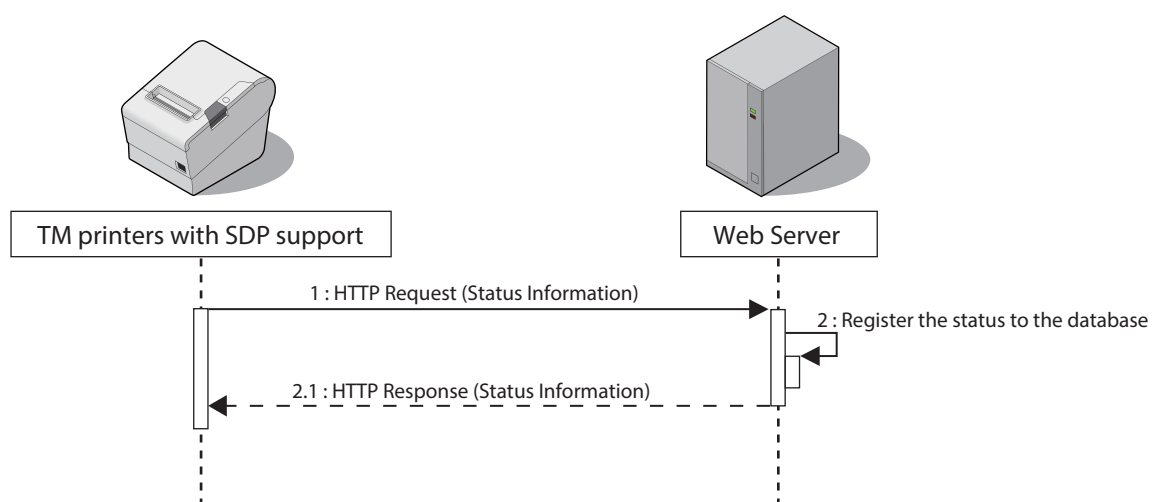 TM printers with SDP support
Web Server
1 : HTTP Request (Status Information)
2 : Register the status to the database
2.1 : HTTP Response (Status Information)